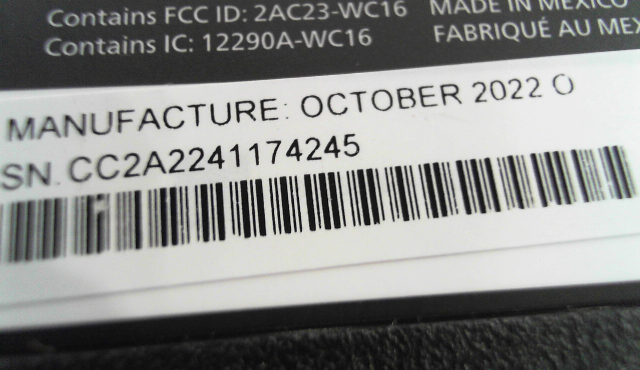 Contains FCC ID: 2AC23-WC16
Contains IC: 12290A-WC16
MADE IN MEXICO
FABRIQUÉ AU MEX
MANUFACTURE: OCTOBER 2022 O
SN. CC2A2241174245